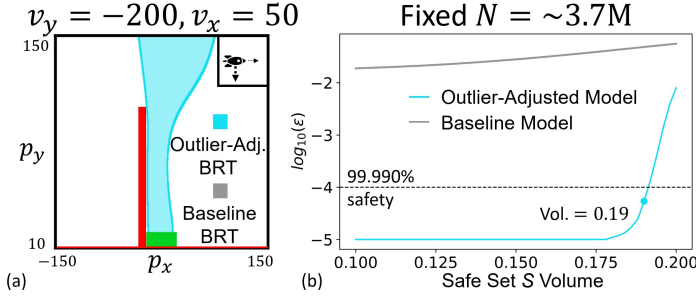 v_y = −200, v_x = 50
150
p_y
10
−150
p_x
150
Outlier-Adj.
BRT
Baseline
BRT
(a)
Fixed N = ~3.7M
log₁₀(ε)
−2
−3
−4
−5
Outlier-Adjusted Model
Baseline Model
99.990%
safety
Vol. = 0.19
0.100
0.125
0.150
0.175
0.200
Safe Set S Volume
(b)